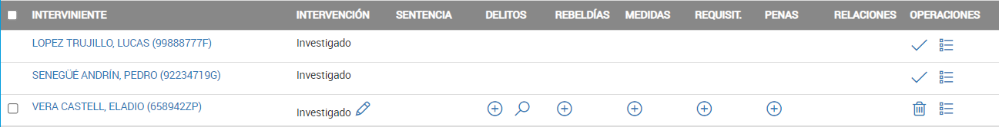 INTERVINIENTE INTERVENCIÓN SENTENCIA DELITOS REBELDÍAS MEDIDAS REQUISIT. PENAS RELACIONES OPERACIONES
LOPEZ TRUJILLO, LUCAS (99888777F) Investigado
SENEGÜÉ ANDRÍN, PEDRO (92234719G) Investigado
VERA CASTELL, ELADIO (658942ZP) Investigado